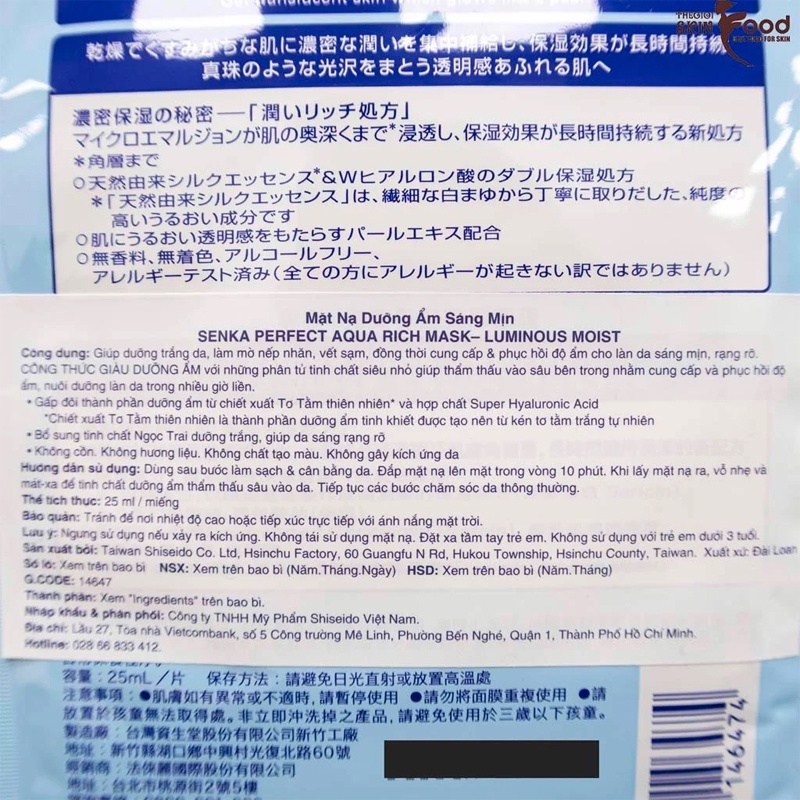 THEGIOI
SKIN Food
BEST FOOD FOR SKIN
乾燥でくすみがちな肌に濃密な潤いを集中補給し、保湿効果が長時間持続
真珠のような光沢をまとう透明感あふれる肌へ
濃密保湿の秘密──「潤いリッチ処方」
マイクロエマルジョンが肌の奥深くまで*浸透し、保湿効果が長時間持続する新処方
*角層まで
○天然由来シルクエッセンス*&Wヒアルロン酸のダブル保湿処方
*「天然由来シルクエッセンス」は、繊細な白まゆから丁寧に取りだした、純度の
高いうるおい成分です
○肌にうるおい透明感をもたらすパールエキス配合
○無香料、無着色、アルコールフリー、
アレルギーテスト済み(全ての方にアレルギーが起きない訳ではありません)
Mặt Nạ Dưỡng Ẩm Sáng Mịn
SENKA PERFECT AQUA RICH MASK– LUMINOUS MOIST
Công dụng: Giúp dưỡng trắng da, làm mờ nếp nhăn, vết sạm, đồng thời cung cấp & phục hồi độ ẩm cho làn da sáng mịn, rạng rỡ.
CÔNG THỨC GIÀU DƯỠNG ẨM với những phân tử tinh chất siêu nhỏ giúp thẩm thấu vào sâu bên trong nhằm cung cấp và phục hồi độ
ẩm, nuôi dưỡng làn da trong nhiều giờ liền.
• Gấp đôi thành phần dưỡng ẩm từ chiết xuất Tơ Tằm thiên nhiên* và hợp chất Super Hyaluronic Acid
*Chiết xuất Tơ Tằm thiên nhiên là thành phần dưỡng ẩm tinh khiết được tạo nên từ kén tơ tằm trắng tự nhiên
• Bổ sung tinh chất Ngọc Trai dưỡng trắng, giúp da sáng rạng rỡ
• Không cồn. Không hương liệu. Không chất tạo màu. Không gây kích ứng da
Hướng dẫn sử dụng: Dùng sau bước làm sạch & cân bằng da. Đắp mặt nạ lên mặt trong vòng 10 phút. Khi lấy mặt nạ ra, vỗ nhẹ và
mát-xa để tinh chất dưỡng ẩm thẩm thấu sâu vào da. Tiếp tục các bước chăm sóc da thông thường.
Thể tích thực: 25 ml / miếng
Bảo quản: Tránh để nơi nhiệt độ cao hoặc tiếp xúc trực tiếp với ánh nắng mặt trời.
Lưu ý: Ngưng sử dụng nếu xảy ra kích ứng. Không tái sử dụng mặt nạ. Đặt xa tầm tay trẻ em. Không sử dụng với trẻ em dưới 3 tuổi.
Sản xuất bởi: Taiwan Shiseido Co. Ltd, Hsinchu Factory, 60 Guangfu N Rd, Hukou Township, Hsinchu County, Taiwan. Xuất xứ: Đài Loan
Số lô: Xem trên bao bì NSX: Xem trên bao bì (Năm.Tháng.Ngày) HSD: Xem trên bao bì (Năm.Tháng)
G.CODE: 14647
Thành phần: Xem "Ingredients" trên bao bì.
Nhập khẩu & phân phối: Công ty TNHH Mỹ Phẩm Shiseido Việt Nam.
Địa chỉ: Lầu 27, Tòa nhà Vietcombank, số 5 Công trường Mê Linh, Phường Bến Nghé, Quận 1, Thành Phố Hồ Chí Minh.
Hotline: 028 66 833 412.
容量：25mL／片 保存方法：請避免日光直射或放置高溫處
注意事項：●肌膚如有異常或不適時,請暫停使用 ●請勿將面膜重複使用 ●請
放置於孩童無法取得處。非立即沖洗掉之產品,請避免使用於三歲以下孩童。
製造廠：台灣資生堂股份有限公司新竹工廠
地址：新竹縣湖口鄉中興村光復北路60號
經銷商：法倈麗國際股份有限公司
地址：台北市桃源街2號5樓
146474